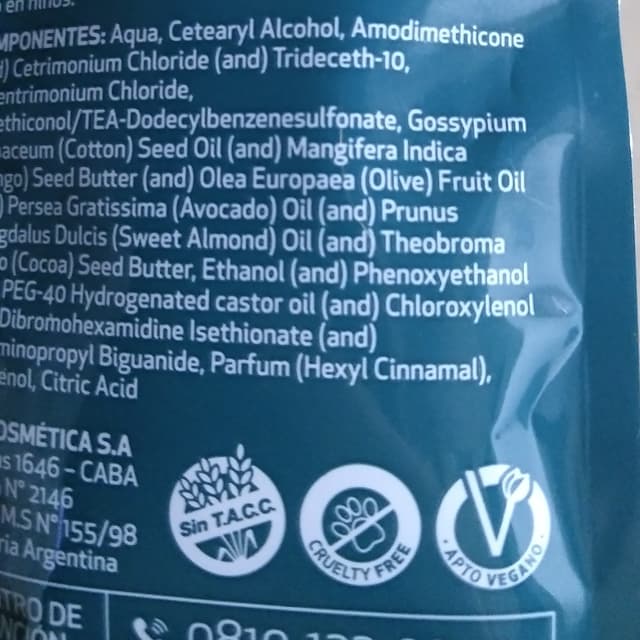 en niños.
MPONENTES: Aqua, Cetearyl Alcohol, Amodimethicone
) Cetrimonium Chloride (and) Trideceth-10,
entrimonium Chloride,
ethiconol/TEA-Dodecylbenzenesulfonate, Gossypium
aceum (Cotton) Seed Oil (and) Mangifera Indica
ngo) Seed Butter (and) Olea Europaea (Olive) Fruit Oil
) Persea Gratissima (Avocado) Oil (and) Prunus
gdalus Dulcis (Sweet Almond) Oil (and) Theobroma
o (Cocoa) Seed Butter, Ethanol (and) Phenoxyethanol
PEG-40 Hydrogenated castor oil (and) Chloroxylenol
Dibromohexamidine Isethionate (and)
minopropyl Biguanide, Parfum (Hexyl Cinnamal),
enol, Citric Acid
OSMÉTICA S.A
as 1646 - CABA
N° 2146
M.S N° 155/98
ria Argentina
Sin T.A.C.C.
CRUELTY FREE
V
· APTO VEGANO ·
TRO DE
0810